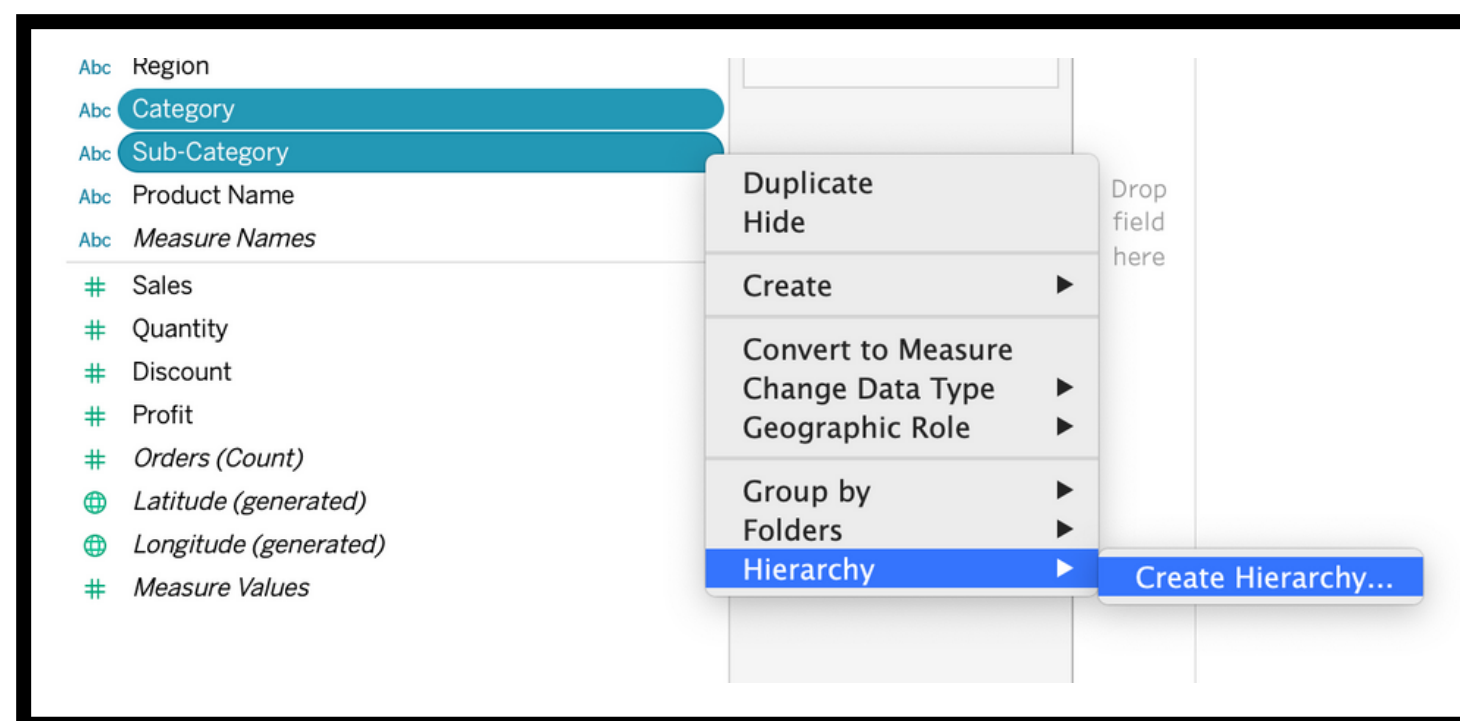 Abc Region
Abc Category
Abc Sub-Category
Abc Product Name
Abc Measure Names
# Sales
# Quantity
# Discount
# Profit
# Orders (Count)
Latitude (generated)
Longitude (generated)
# Measure Values
Duplicate
Hide
Create
Convert to Measure
Change Data Type
Geographic Role
Group by
Folders
Hierarchy
Create Hierarchy...
Drop
field
here